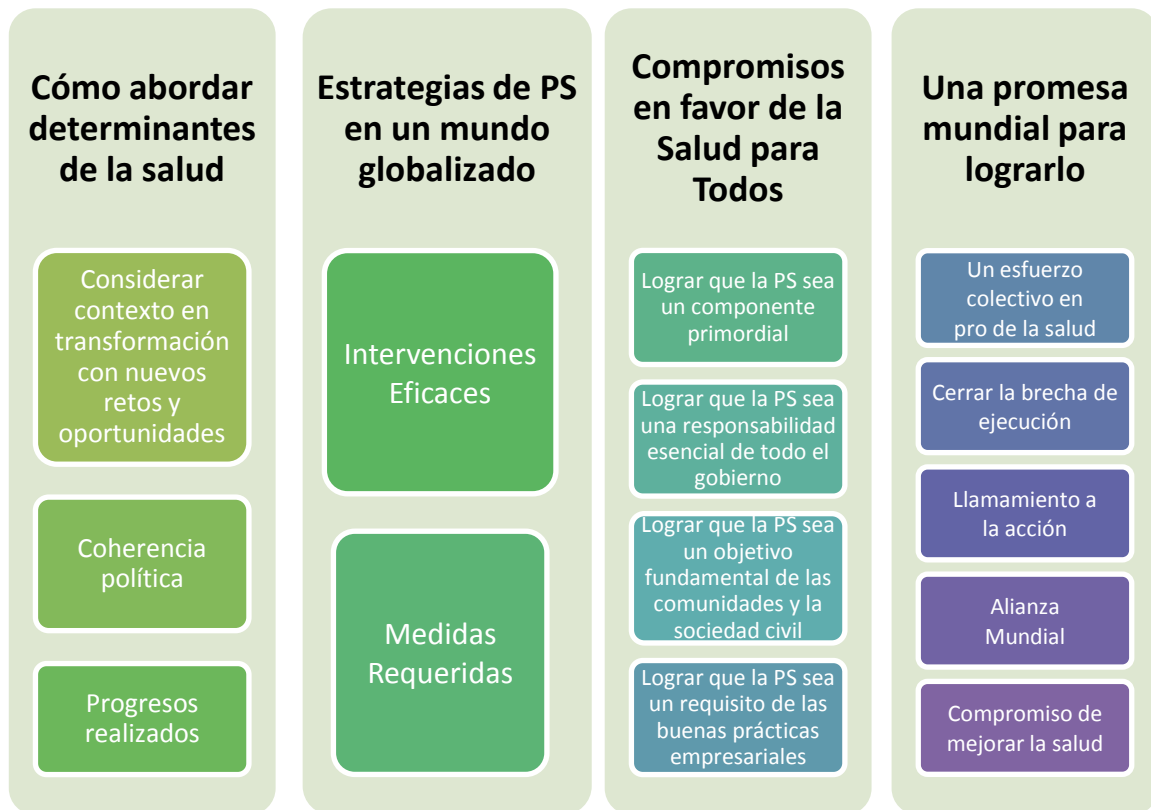 Cómo abordar
determinantes
de la salud
Considerar
contexto en
transformación
con nuevos
retos y
oportunidades
Coherencia
política
Progresos
realizados
Estrategias de PS
en un mundo
globalizado
Intervenciones
Eficaces
Medidas
Requeridas
Compromisos
en favor de la
Salud para
Todos
Lograr que la PS sea
un componente
primordial
Lograr que la PS sea
una responsabilidad
esencial de todo el
gobierno
Lograr que la PS sea
un objetivo
fundamental de las
comunidades y la
sociedad civil
Lograr que la PS sea
un requisito de las
buenas prácticas
empresariales
Una promesa
mundial para
lograrlo
Un esfuerzo
colectivo en
pro de la salud
Cerrar la brecha de
ejecución
Llamamiento a
la acción
Alianza
Mundial
Compromiso de
mejorar la salud